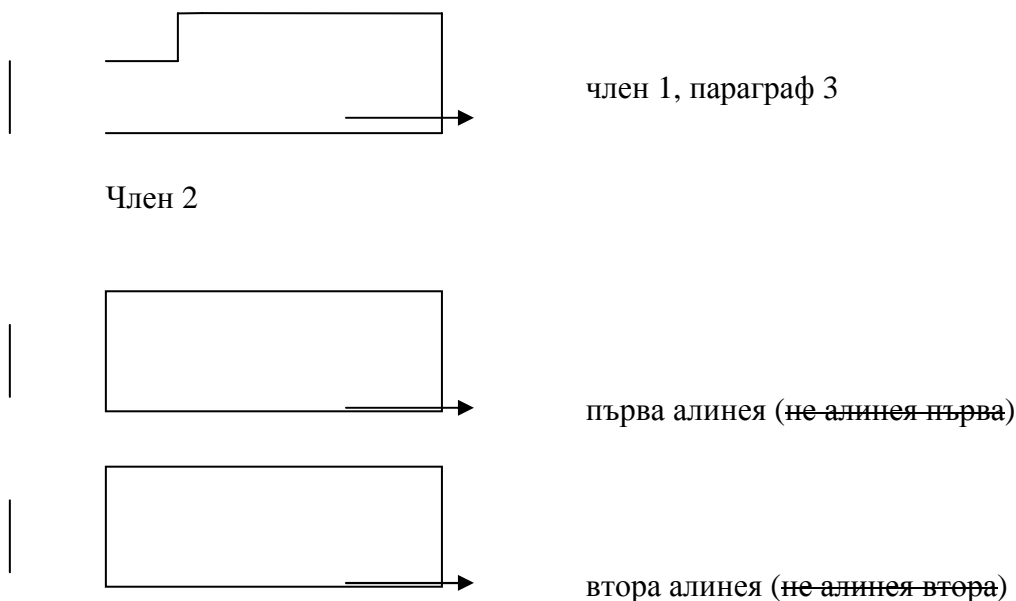 член 1, параграф 3
Член 2
първа алинея (не алинея първа)
втора алинея (не алинея втора)